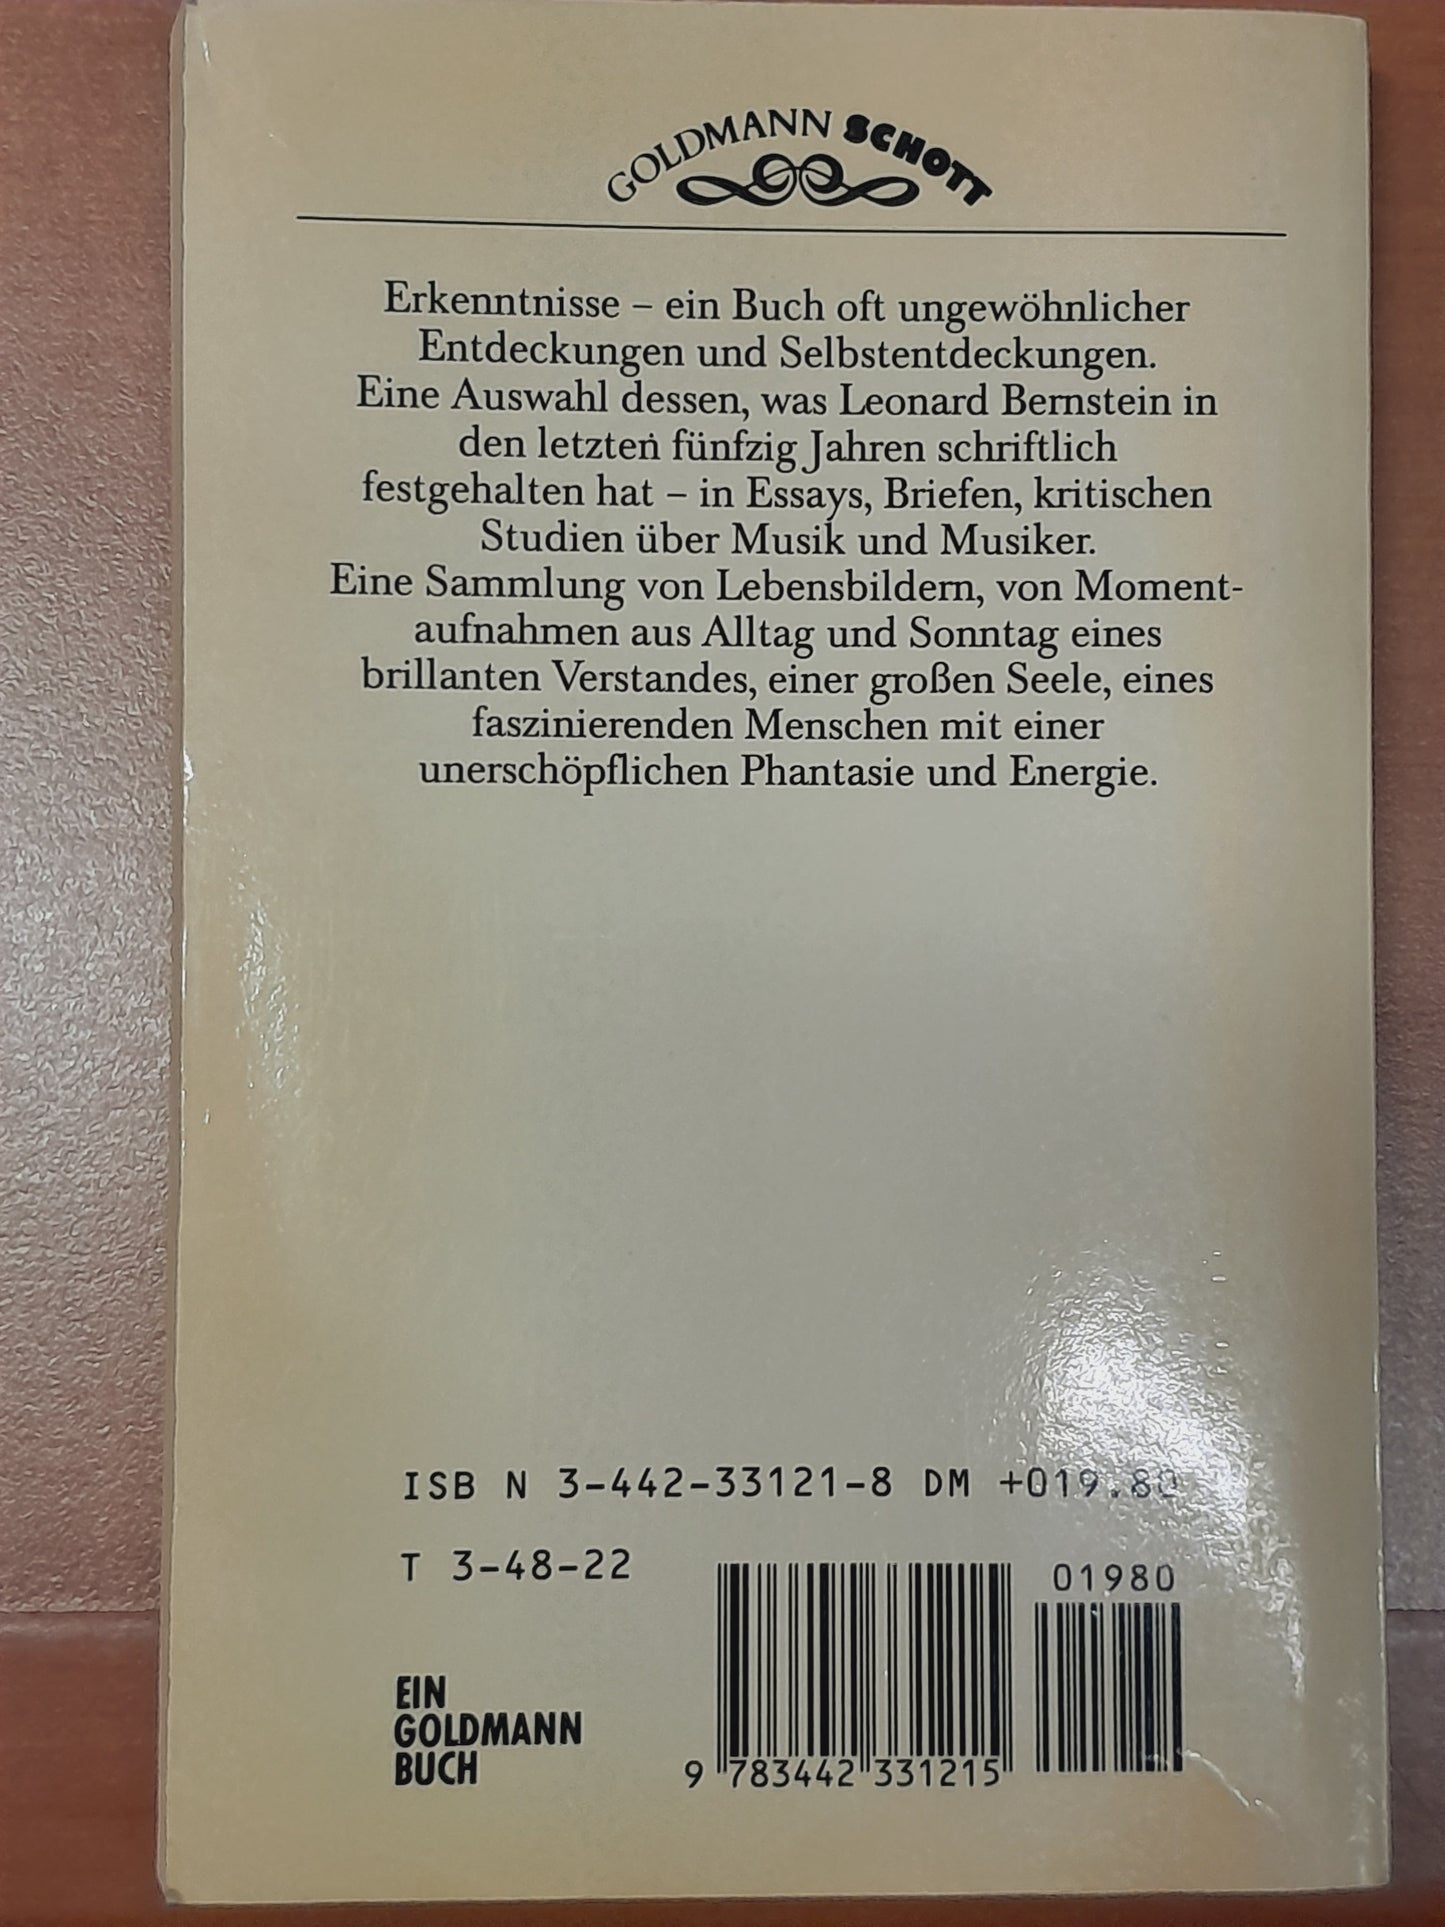 GOLDMANN SCHOTT
Erkenntnisse – ein Buch oft ungewöhnlicher
Entdeckungen und Selbstentdeckungen.
Eine Auswahl dessen, was Leonard Bernstein in
den letzten fünfzig Jahren schriftlich
festgehalten hat – in Essays, Briefen, kritischen
Studien über Musik und Musiker.
Eine Sammlung von Lebensbildern, von Moment-
aufnahmen aus Alltag und Sonntag eines
brillanten Verstandes, einer großen Seele, eines
faszinierenden Menschen mit einer
unerschöpflichen Phantasie und Energie.
ISB N 3-442-33121-8 DM +019.80
T 3-48-22
01980
EIN
GOLDMANN
BUCH
9 783442 331215